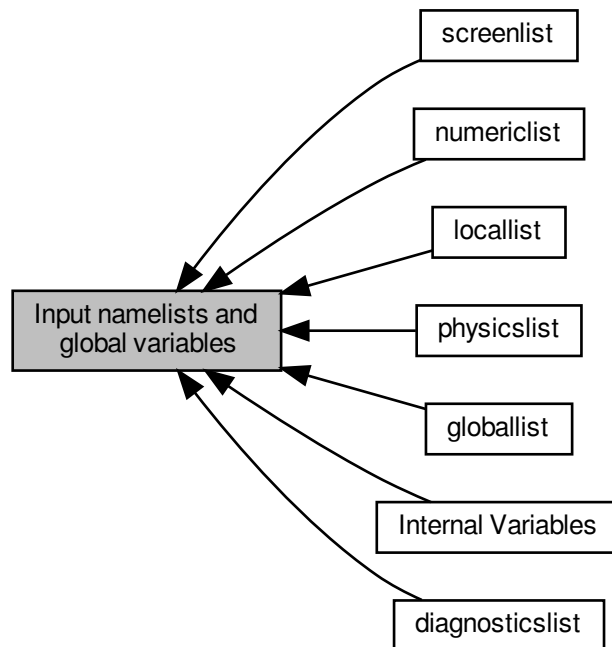 screenlist
numericlist
locallist
physicslist
Input namelists and
global variables
globallist
Internal Variables
diagnosticslist